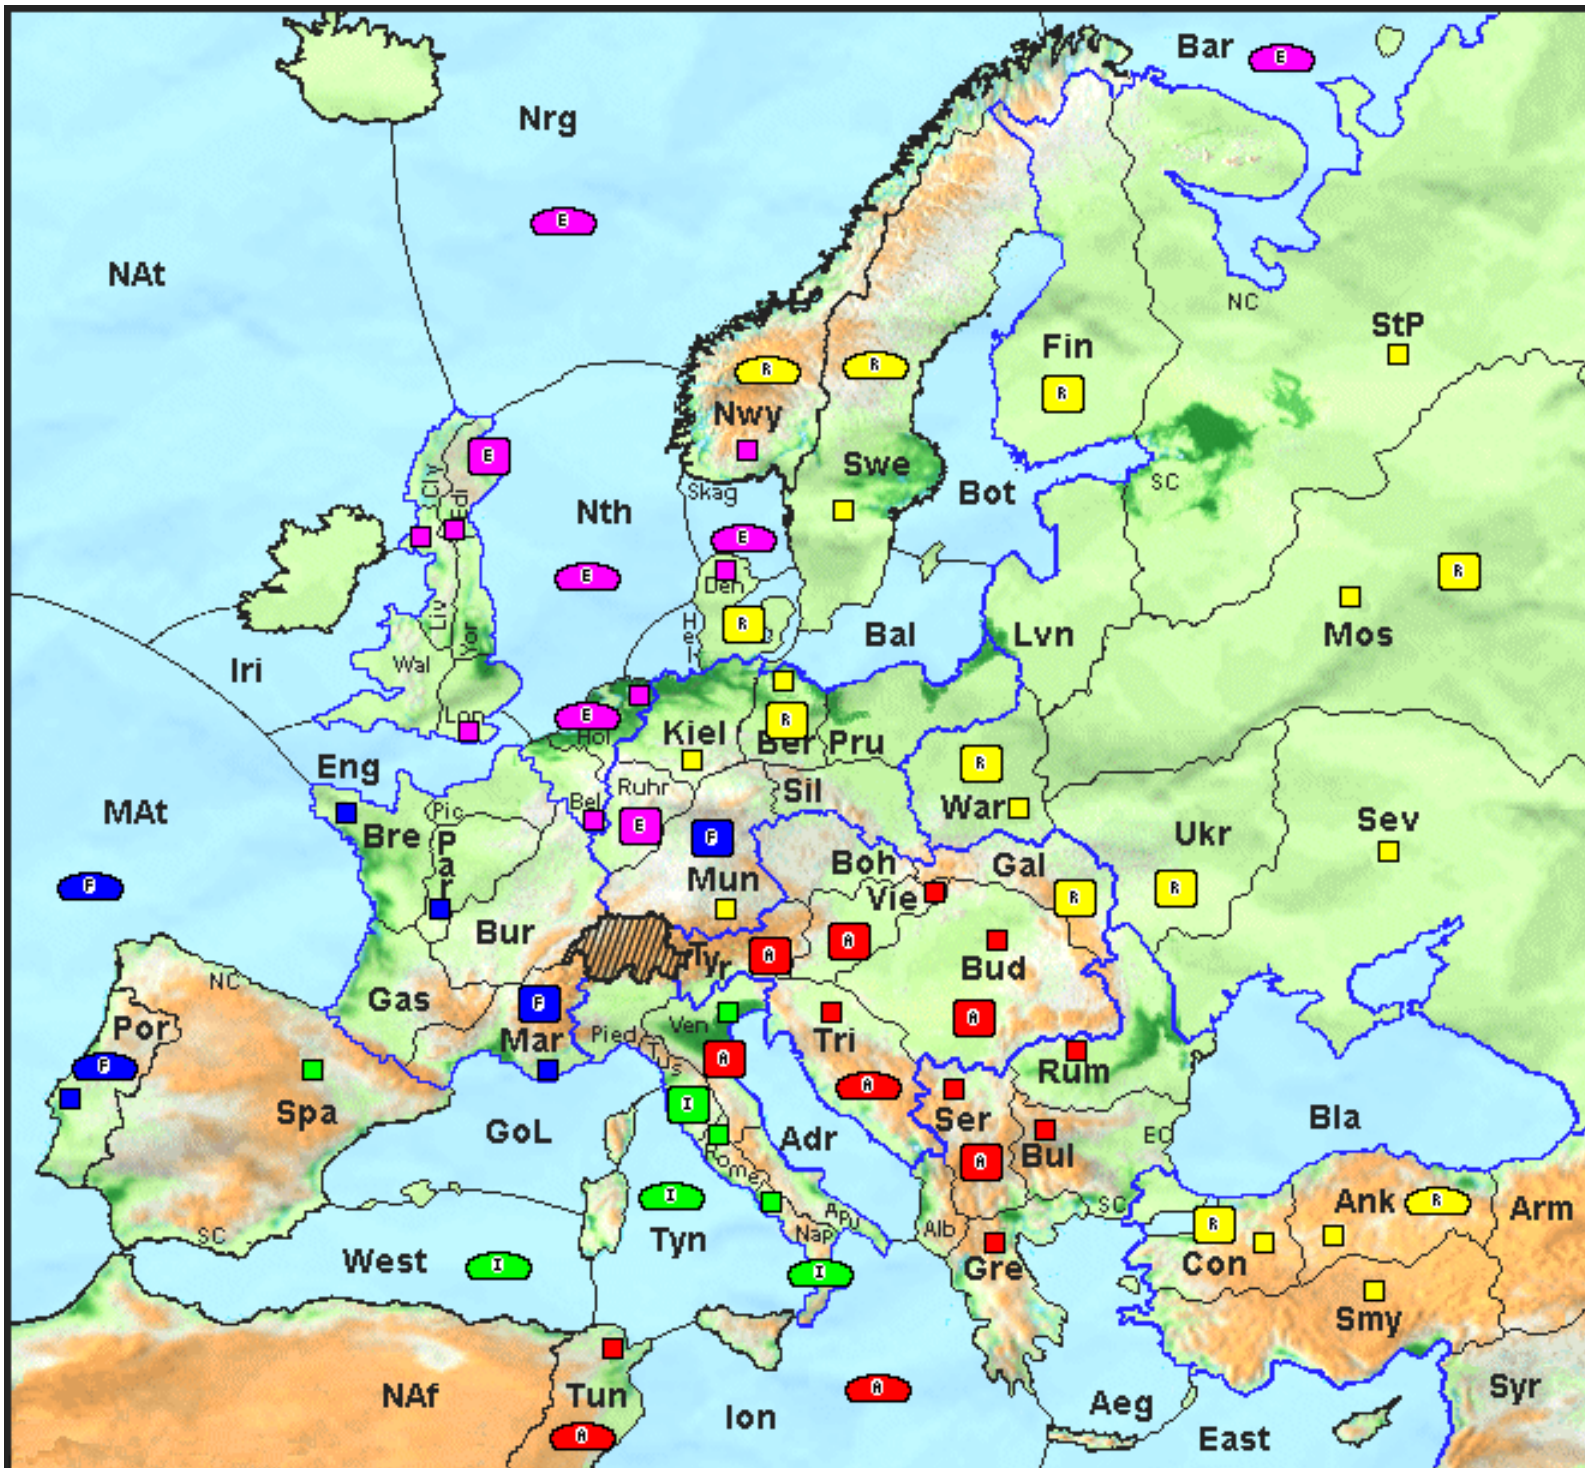 Bar
E
Nrg
E
NAt
NC
StP
Fin
R
R
R
Nwy
E
Cly
Edi
Swe
Skag
Bot
SC
Nth
E
E
R
Den
Hel
R
Bal
Lvn
Mos
Liv
Yor
Wal
Iri
Lon
E
Hol
Kiel
R
Ber
Pru
R
Eng
Ruhr
Sil
War
MAt
Bel
Pic
Bre
Par
E
F
Mun
Boh
Gal
Ukr
Sev
F
Vie
R
R
Bur
A
A
Tyr
Bud
NC
Gas
F
Mar
Por
Pied
Ven
Tri
A
F
Tus
A
A
Rum
Spa
I
Ser
Bla
GoL
Adr
Bul
EC
Rome
A
I
Tyn
Apu
Nap
Alb
SC
R
Con
Ank
R
Arm
SC
West
I
I
Gre
Smy
NAf
Tun
A
Ion
A
Aeg
East
Syr